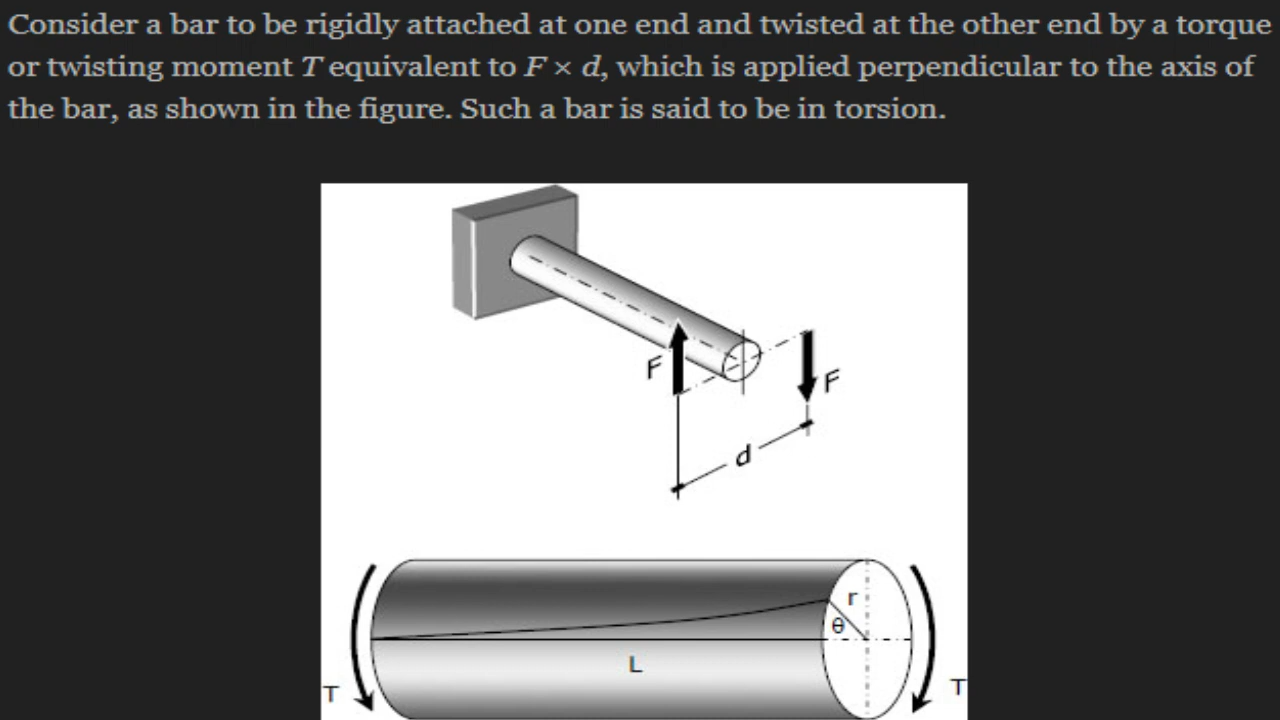 Consider a bar to be rigidly attached at one end and twisted at the other end by a torque
or twisting moment T equivalent to F × d, which is applied perpendicular to the axis of
the bar, as shown in the figure. Such a bar is said to be in torsion.
F
F
d
r
θ
L
T
T